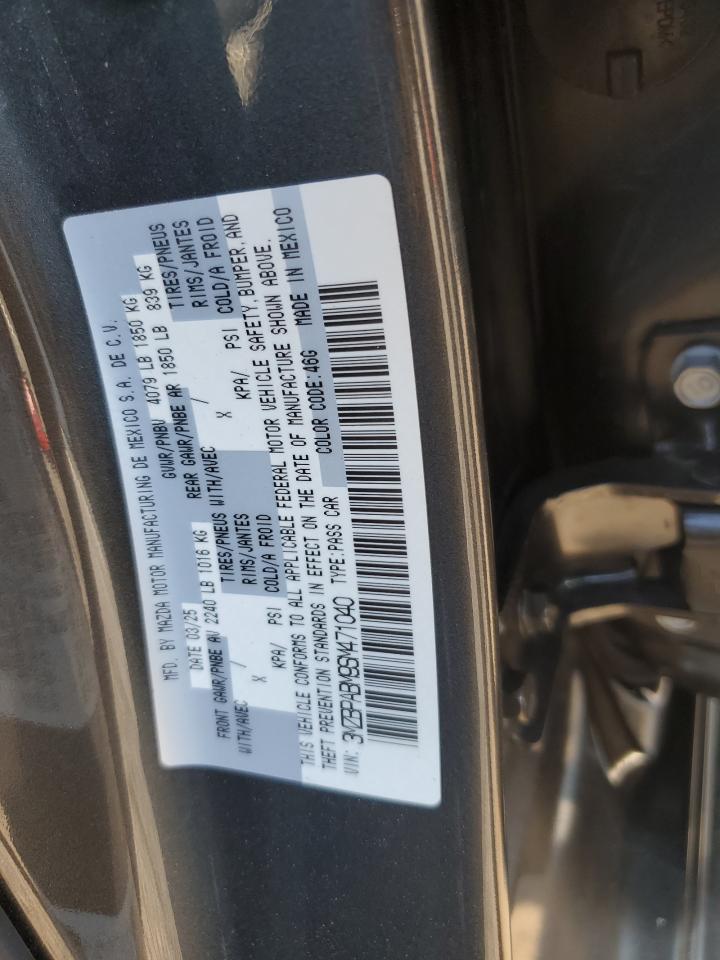 MFD. BY MAZDA MOTOR MANUFACTURING DE MEXICO S.A. DE C.V.
DATE 03/25 GVWR/PNBV 4079 LB 1850 KG
FRONT GAWR/PNBE AV 2240 LB 1016 KG REAR GAWR/PNBE AR 1850 LB 839 KG
WITH/AVEC / TIRES/PNEUS WITH/AVEC / TIRES/PNEUS
X RIMS/JANTES X RIMS/JANTES
KPA/ PSI COLD/A FROID KPA/ PSI COLD/A FROID
THIS VEHICLE CONFORMS TO ALL APPLICABLE FEDERAL MOTOR VEHICLE SAFETY, BUMPER, AND
THEFT PREVENTION STANDARDS IN EFFECT ON THE DATE OF MANUFACTURE SHOWN ABOVE.
VIN: 3MZBPABM9SM471040 TYPE:PASS CAR COLOR CODE:46G MADE IN MEXICO